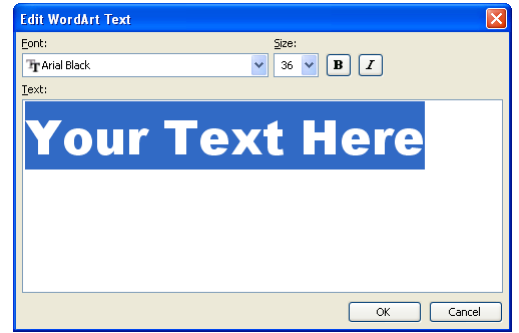 Edit WordArt Text
Font: Size:
Arial Black 36 B I
Text:
Your Text Here
OK Cancel